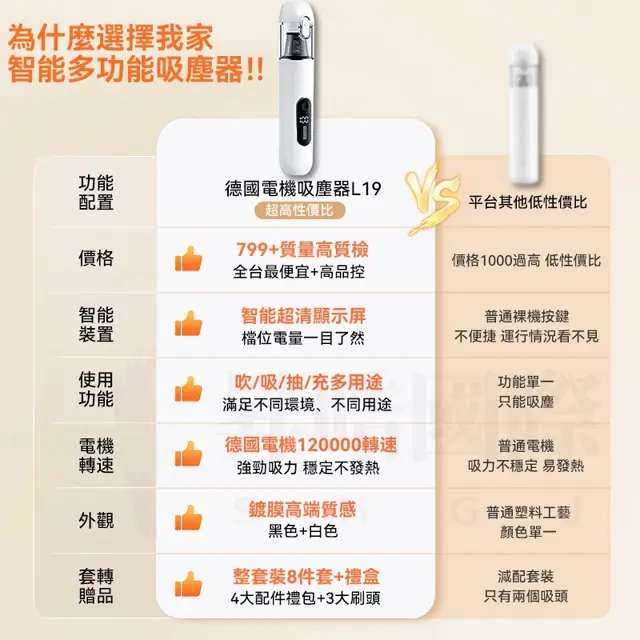 為什麼選擇我家
智能多功能吸塵器!!
VS
功能
配置
德國電機吸塵器L19
超高性價比
平台其他低性價比
價格
799+質量高質檢
全台最便宜+高品控
價格1000過高 低性價比
智能
裝置
智能超清顯示屏
檔位電量一目了然
普通裸機按鍵
不便捷 運行情況看不見
使用
功能
吹/吸/抽/充多用途
滿足不同環境、不同用途
功能單一
只能吸塵
電機
轉速
德國電機120000轉速
強勁吸力 穩定不發熱
普通電機
吸力不穩定 易發熱
外觀
鍍膜高端質感
黑色+白色
普通塑料工藝
顏色單一
套轉
贈品
整套裝8件套+禮盒
4大配件禮包+3大刷頭
減配套裝
只有兩個吸頭